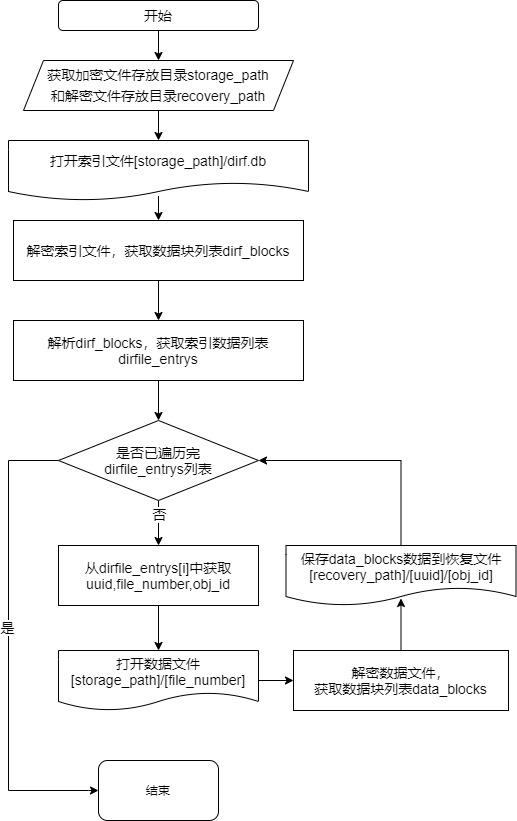 开始
获取加密文件存放目录storage_path
和解密文件存放目录recovery_path
打开索引文件[storage_path]/dirf.db
解密索引文件，获取数据块列表dirf_blocks
解析dirf_blocks，获取索引数据列表
dirfile_entrys
是否已遍历完
dirfile_entrys列表
否
从dirfile_entrys[i]中获取
uuid,file_number,obj_id
保存data_blocks数据到恢复文件
[recovery_path]/[uuid]/[obj_id]
是
打开数据文件
[storage_path]/[file_number]
解密数据文件，
获取数据块列表data_blocks
结束